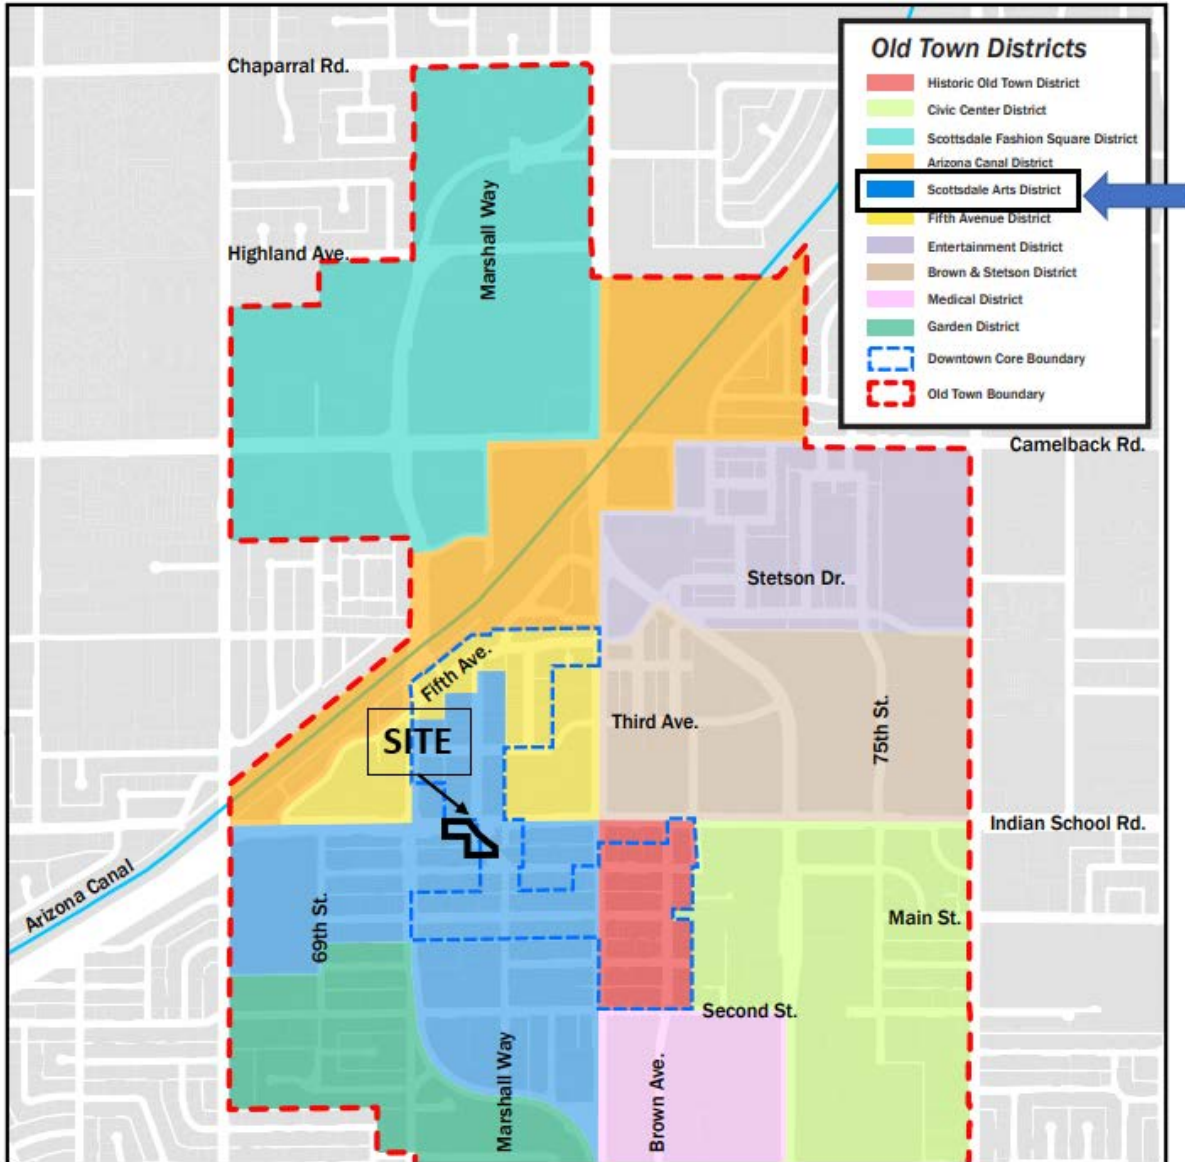 Old Town Districts
Historic Old Town District
Civic Center District
Scottsdale Fashion Square District
Arizona Canal District
Scottsdale Arts District
Fifth Avenue District
Entertainment District
Brown & Stetson District
Medical District
Garden District
Downtown Core Boundary
Old Town Boundary
Chaparral Rd.
Marshall Way
Highland Ave.
Camelback Rd.
Stetson Dr.
Fifth Ave.
Third Ave.
75th St.
SITE
Indian School Rd.
Arizona Canal
69th St.
Main St.
Second St.
Marshall Way
Brown Ave.